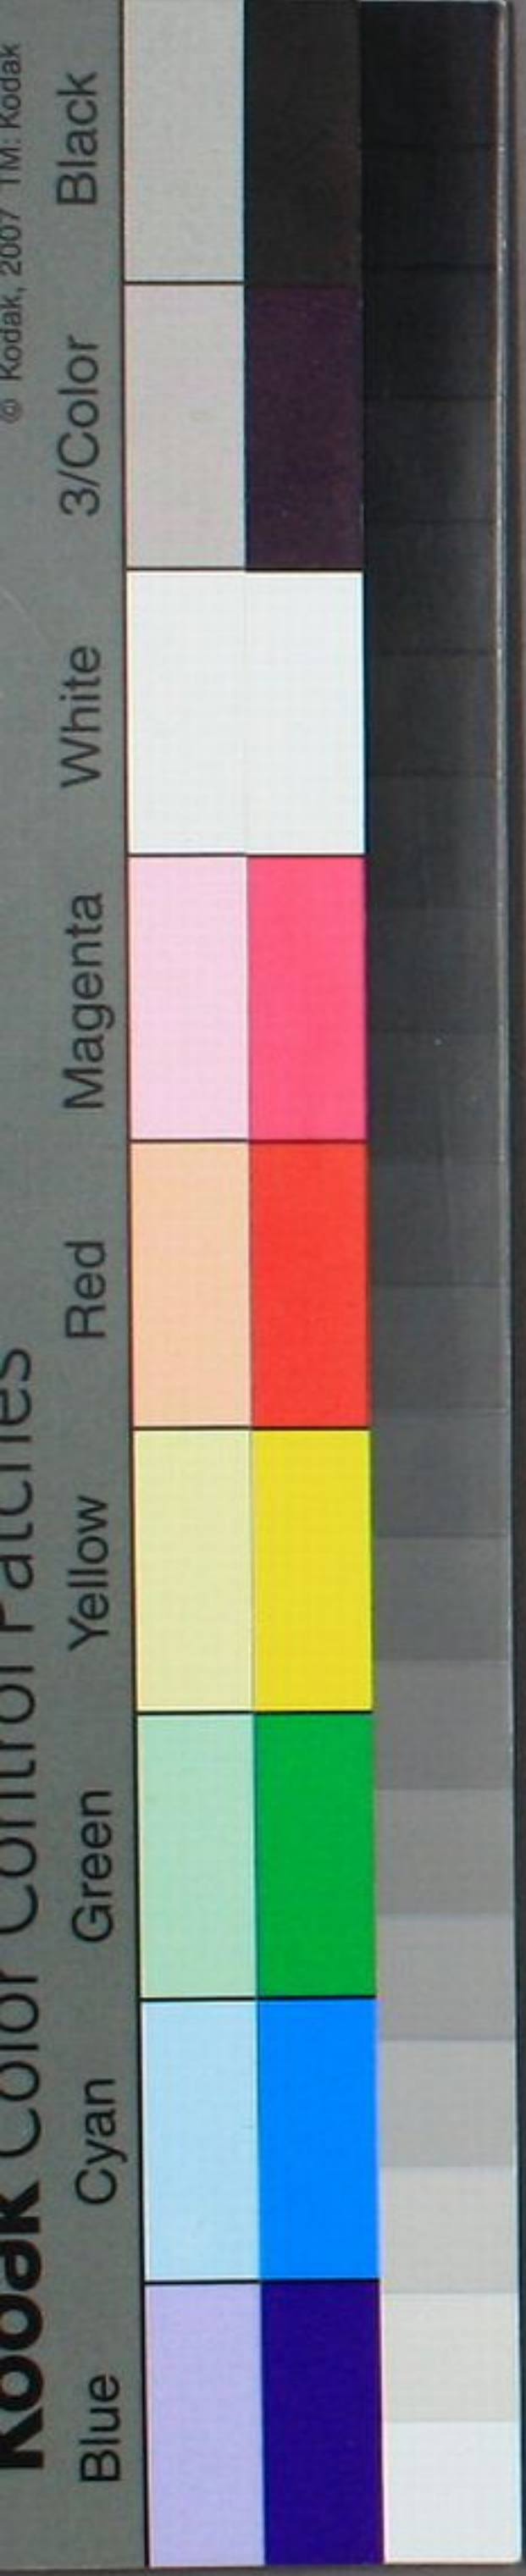 Kodak Color Control Patches
© Kodak, 2007 TM: Kodak
Blue Cyan Green Yellow Red Magenta White 3/Color Black